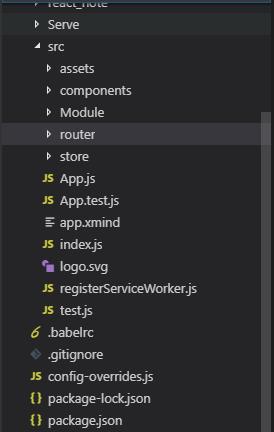 react_note
Serve
src
assets
components
Module
router
store
JS App.js
JS App.test.js
app.xmind
JS index.js
logo.svg
JS registerServiceWorker.js
JS test.js
.babelrc
.gitignore
JS config-overrides.js
{} package-lock.json
{} package.json